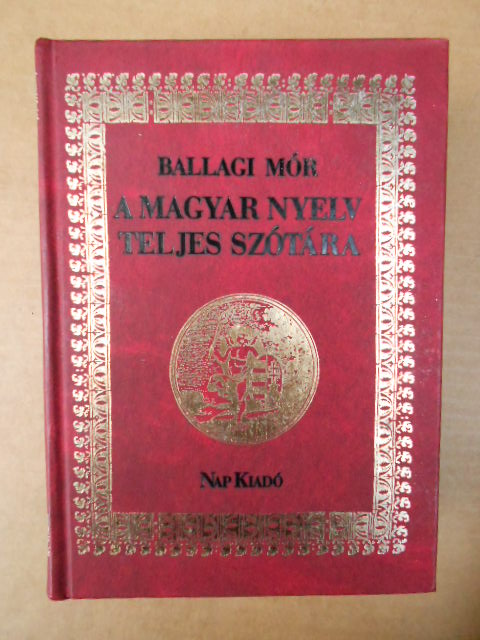 BALLAGI MÓR
A MAGYAR NYELV
TELJES SZÓTÁRA
NAP KIADÓ